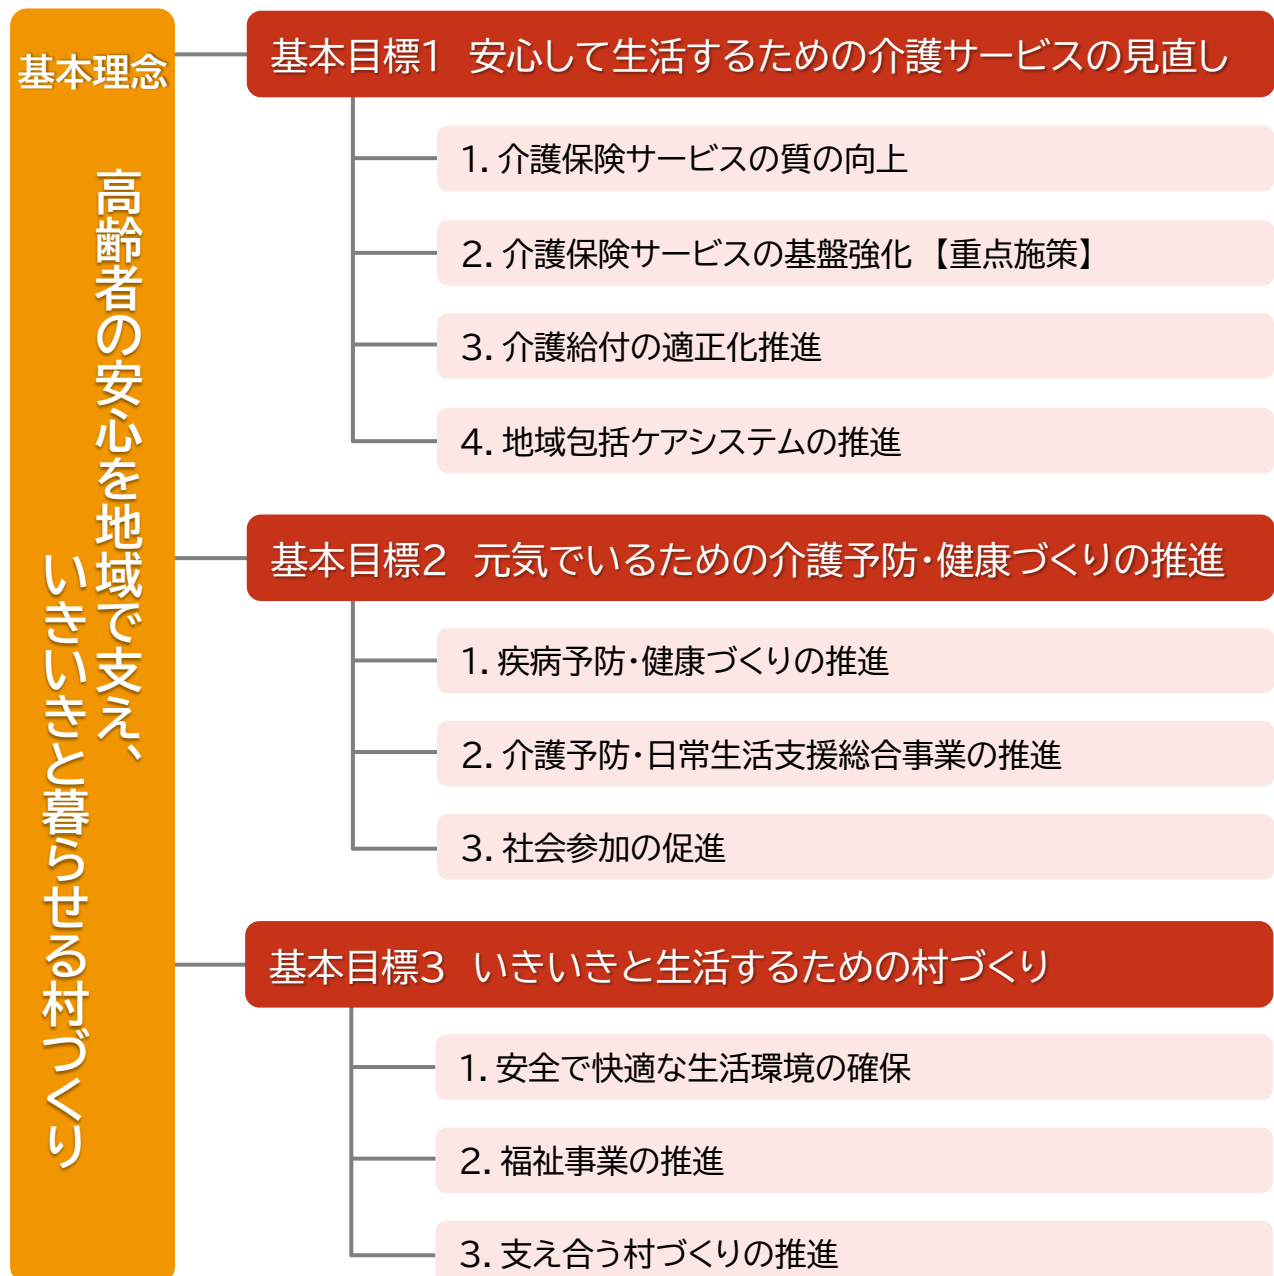 基本理念
高齢者の安心を地域で支え、
いきいきと暮らせる村づくり
基本目標1 安心して生活するための介護サービスの見直し
1. 介護保険サービスの質の向上
2. 介護保険サービスの基盤強化 【重点施策】
3. 介護給付の適正化推進
4. 地域包括ケアシステムの推進
基本目標2 元気でいるための介護予防・健康づくりの推進
1. 疾病予防・健康づくりの推進
2. 介護予防・日常生活支援総合事業の推進
3. 社会参加の促進
基本目標3 いきいきと生活するための村づくり
1. 安全で快適な生活環境の確保
2. 福祉事業の推進
3. 支え合う村づくりの推進